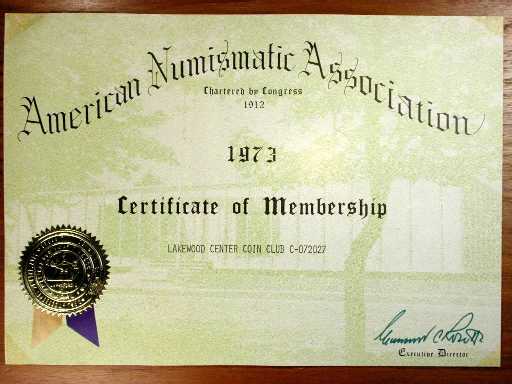 American Numismatic Association
Chartered by Congress
1912
1973
Certificate of Membership
LAKEWOOD CENTER COIN CLUB C-072027
Executive Director